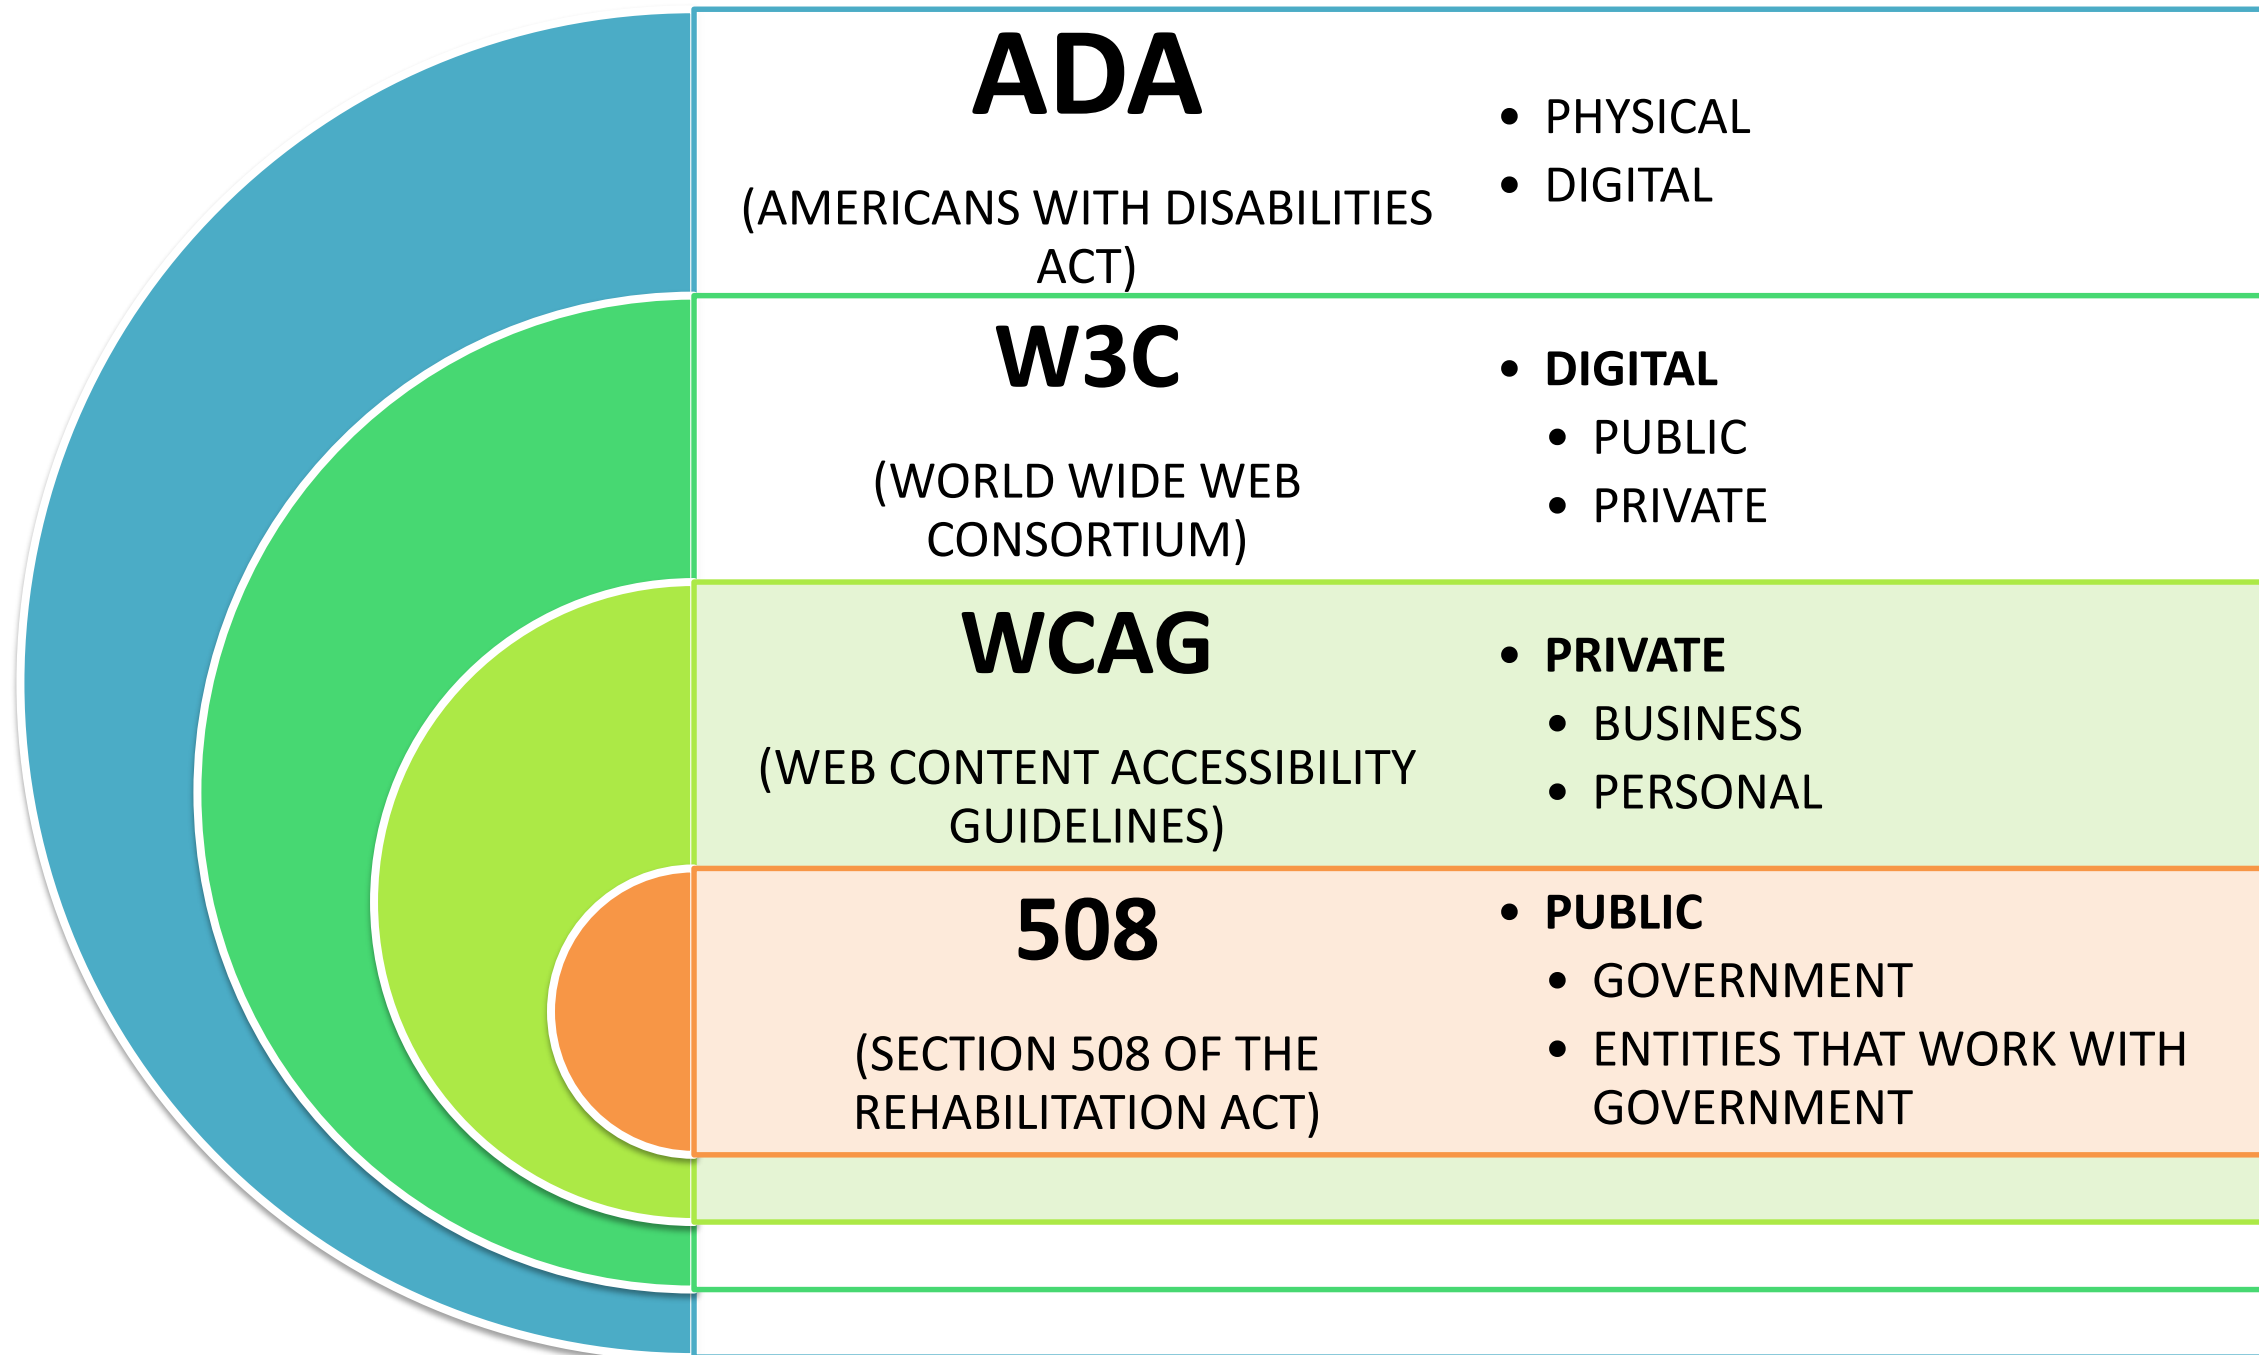 ADA
(AMERICANS WITH DISABILITIES
ACT)
• PHYSICAL
• DIGITAL
W3C
(WORLD WIDE WEB
CONSORTIUM)
• DIGITAL
• PUBLIC
• PRIVATE
WCAG
(WEB CONTENT ACCESSIBILITY
GUIDELINES)
• PRIVATE
• BUSINESS
• PERSONAL
508
(SECTION 508 OF THE
REHABILITATION ACT)
• PUBLIC
• GOVERNMENT
• ENTITIES THAT WORK WITH
GOVERNMENT